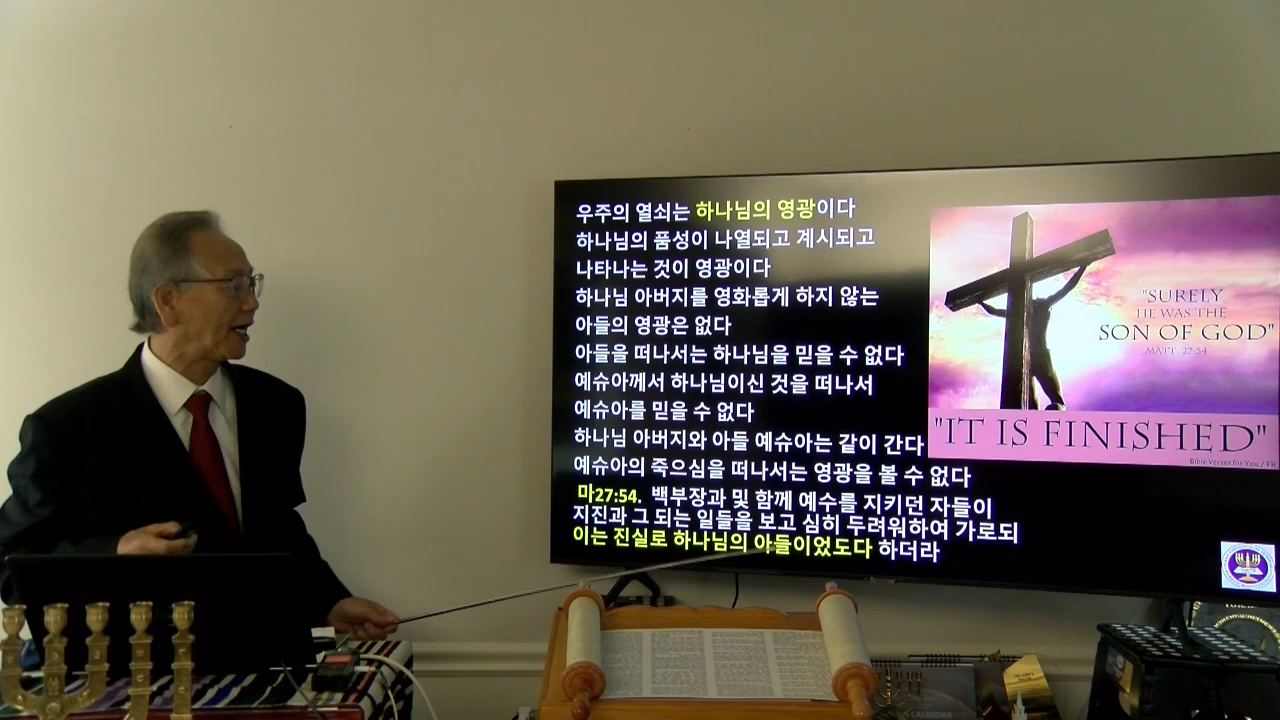 우주의 열쇠는 하나님의 영광이다
하나님의 품성이 나열되고 계시되고
나타나는 것이 영광이다
하나님 아버지를 영화롭게 하지 않는
아들의 영광은 없다
아들을 떠나서는 하나님을 믿을 수 없다
예슈아께서 하나님이신 것을 떠나서
예슈아를 믿을 수 없다
하나님 아버지와 아들 예슈아는 같이 간다
예슈아의 죽으심을 떠나서는 영광을 볼 수 없다
마27:54. 백부장과 및 함께 예수를 지키던 자들이
지진과 그 되는 일들을 보고 심히 두려워하여 가로되
이는 진실로 하나님의 아들이었도다 하더라
"SURELY
HE WAS THE
SON OF GOD"
MATT 27:54
"IT IS FINISHED"
Bible Verses for You / FH
CALENDAR